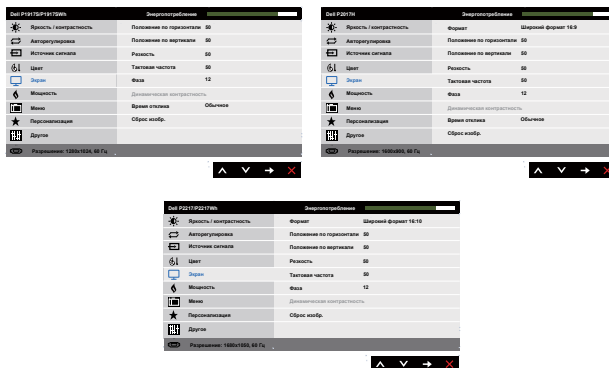 Dell P1917S/P1917SWh Энергопотребление
Яркость / контрастность Положение по горизонтали 50
Авторегулировка Положение по вертикали 50
Источник сигнала Резкость 50
Цвет Тактовая частота 50
Экран Фаза 12
Мощность Динамическая контрастность
Меню Время отклика Обычное
Персонализация Сброс изобр.
Другое
Разрешение: 1280x1024, 60 Гц
Dell P2017H Энергопотребление
Яркость / контрастность Формат Широкий формат 16:9
Авторегулировка Положение по горизонтали 50
Источник сигнала Положение по вертикали 50
Цвет Резкость 50
Экран Тактовая частота 50
Мощность Фаза 12
Меню Динамическая контрастность
Персонализация Время отклика Обычное
Другое Сброс изобр.
Разрешение: 1600x900, 60 Гц
Dell P2217/P2217Wh Энергопотребление
Яркость / контрастность Формат Широкий формат 16:10
Авторегулировка Положение по горизонтали 50
Источник сигнала Положение по вертикали 50
Цвет Резкость 50
Экран Тактовая частота 50
Мощность Фаза 12
Меню Динамическая контрастность
Персонализация Сброс изобр.
Другое
Разрешение: 1680x1050, 60 Гц